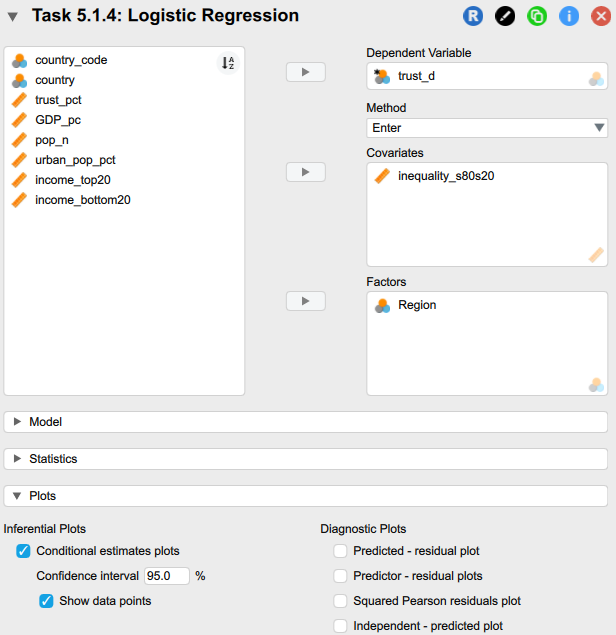 Task 5.1.4: Logistic Regression
R
i
country_code
A
Z
country
trust_pct
GDP_pc
pop_n
urban_pop_pct
income_top20
income_bottom20
Dependent Variable
trust_d
Method
Enter
Covariates
inequality_s80s20
Factors
Region
Model
Statistics
Plots
Inferential Plots
Conditional estimates plots
Confidence interval 95.0 %
Show data points
Diagnostic Plots
Predicted - residual plot
Predictor - residual plots
Squared Pearson residuals plot
Independent - predicted plot